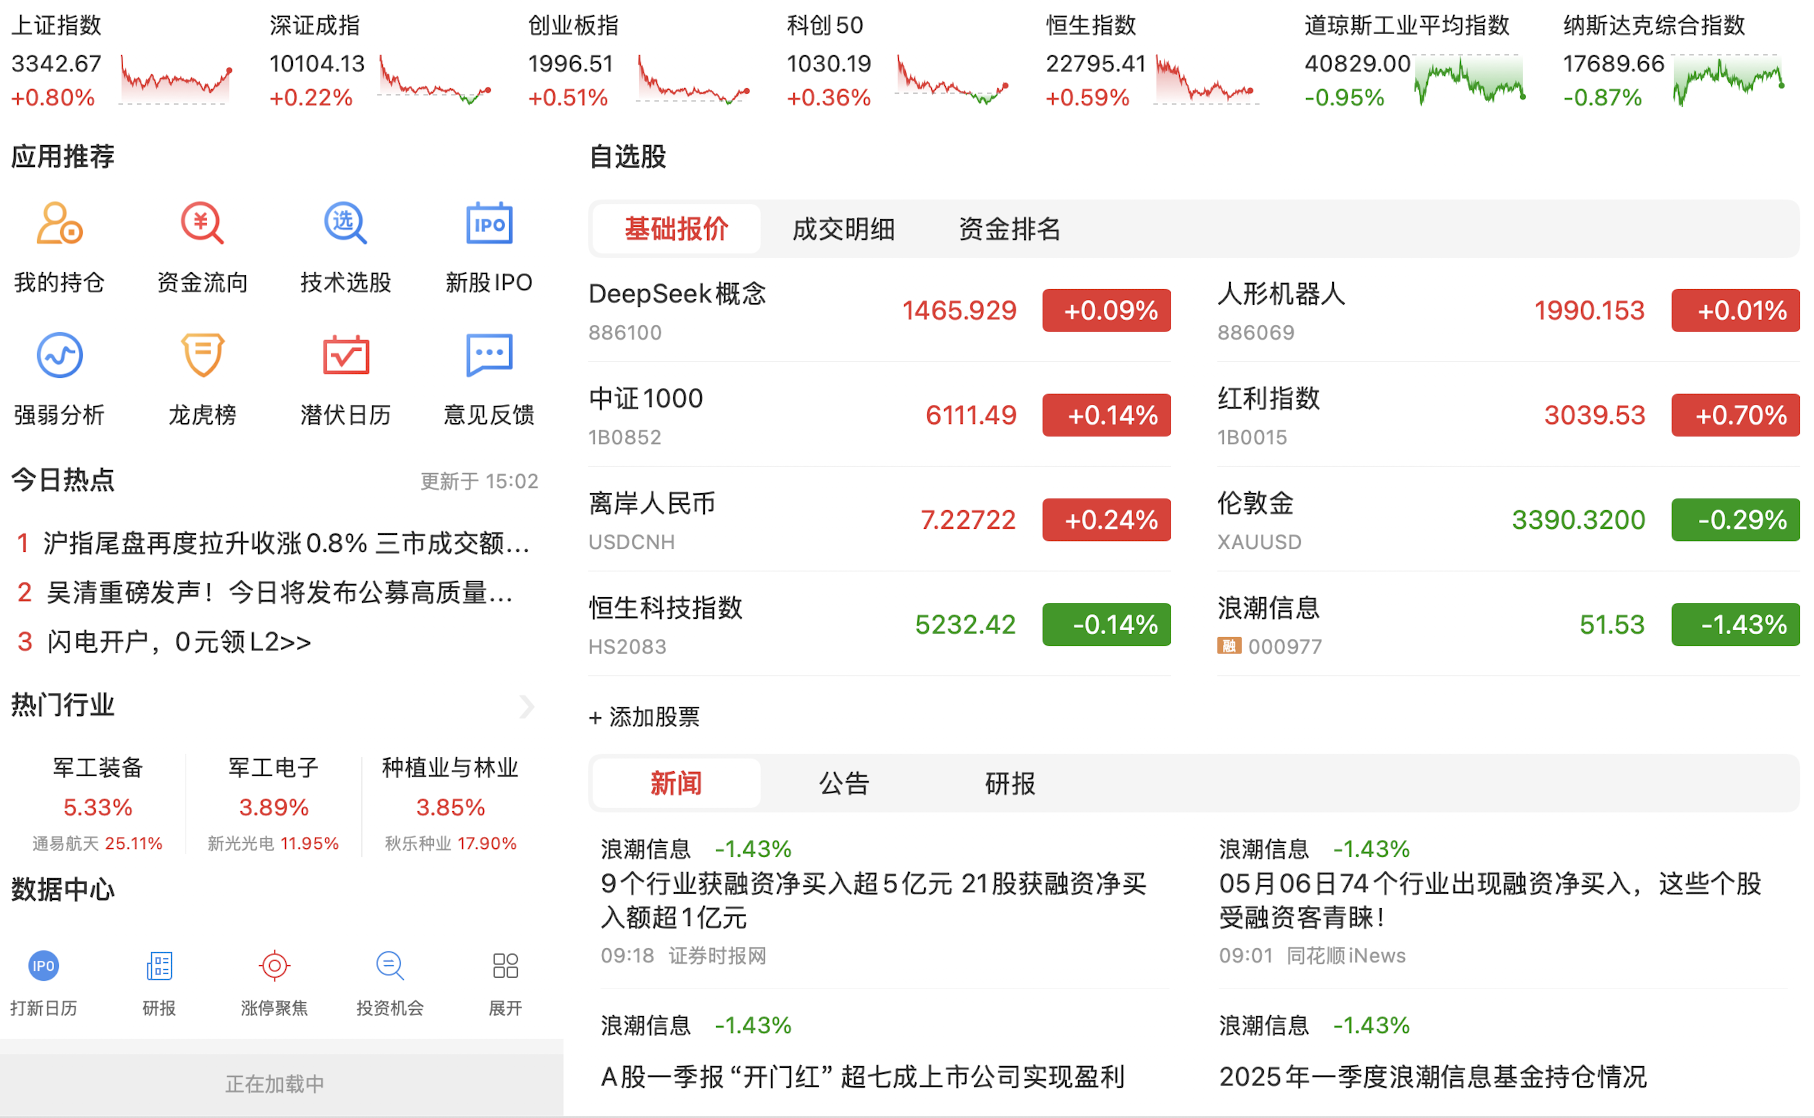 上证指数
3342.67
+0.80%
深证成指
10104.13
+0.22%
创业板指
1996.51
+0.51%
科创50
1030.19
+0.36%
恒生指数
22795.41
+0.59%
道琼斯工业平均指数
40829.00
-0.95%
纳斯达克综合指数
17689.66
-0.87%
应用推荐
¥
选
IPO
我的持仓
资金流向
技术选股
新股IPO
强弱分析
龙虎榜
潜伏日历
意见反馈
今日热点
更新于 15:02
1 沪指尾盘再度拉升收涨0.8% 三市成交额...
2 吴清重磅发声！今日将发布公募高质量...
3 闪电开户，0元领L2>>
热门行业
军工装备
5.33%
通易航天 25.11%
军工电子
3.89%
新光光电 11.95%
种植业与林业
3.85%
秋乐种业 17.90%
数据中心
IPO
打新日历
研报
涨停聚焦
投资机会
展开
正在加载中
自选股
基础报价
成交明细
资金排名
DeepSeek概念
886100
1465.929
+0.09%
人形机器人
886069
1990.153
+0.01%
中证1000
1B0852
6111.49
+0.14%
红利指数
1B0015
3039.53
+0.70%
离岸人民币
USDCNH
7.22722
+0.24%
伦敦金
XAUUSD
3390.3200
-0.29%
恒生科技指数
HS2083
5232.42
-0.14%
浪潮信息
融 000977
51.53
-1.43%
+ 添加股票
新闻
公告
研报
浪潮信息 -1.43%
9个行业获融资净买入超5亿元 21股获融资净买
入额超1亿元
09:18 证券时报网
浪潮信息 -1.43%
05月06日74个行业出现融资净买入，这些个股
受融资客青睐！
09:01 同花顺iNews
浪潮信息 -1.43%
A股一季报“开门红”超七成上市公司实现盈利
浪潮信息 -1.43%
2025年一季度浪潮信息基金持仓情况